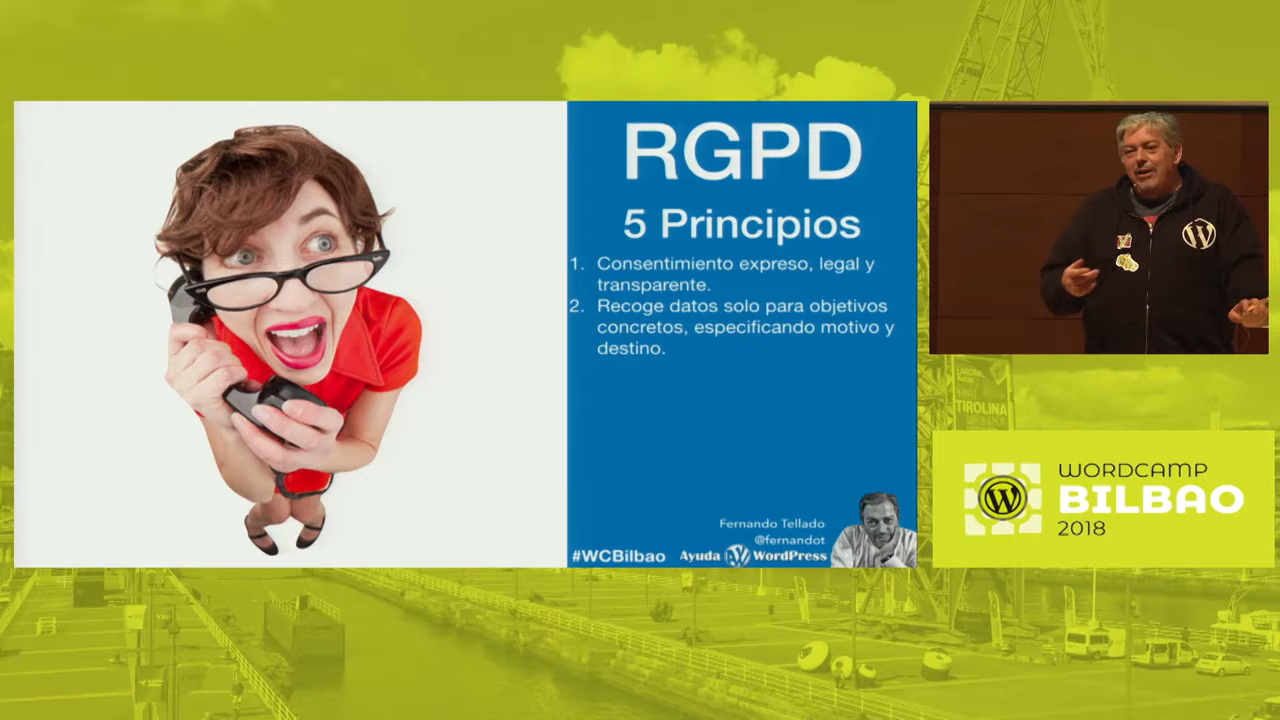 RGPD
5 Principios
1. Consentimiento expreso, legal y
transparente.
2. Recoge datos solo para objetivos
concretos, especificando motivo y
destino.
Fernando Tellado
@fernandot
#WCBilbao Ayuda WordPress
TIROLINA
WORDCAMP
BILBAO
2018